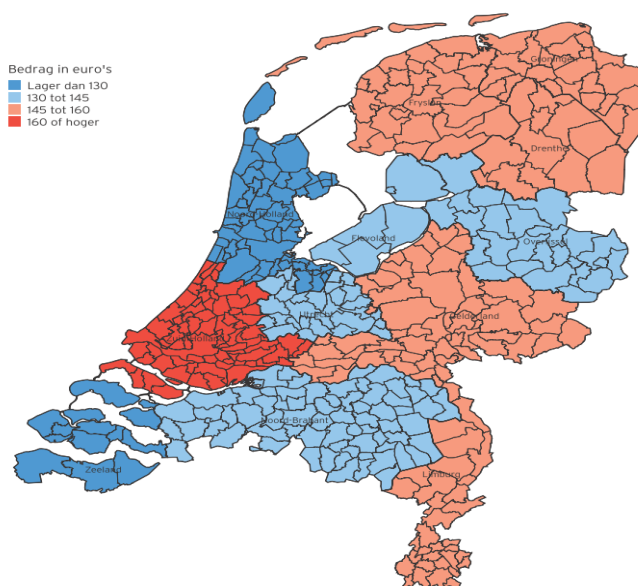 Bedrag in euro's
Lager dan 130
130 tot 145
145 tot 160
160 of hoger
Groningen
Fryslân
Drenthe
Noord-Holland
Flevoland
Overijssel
Utrecht
Gelderland
Zuid-Holland
Noord-Brabant
Zeeland
Limburg